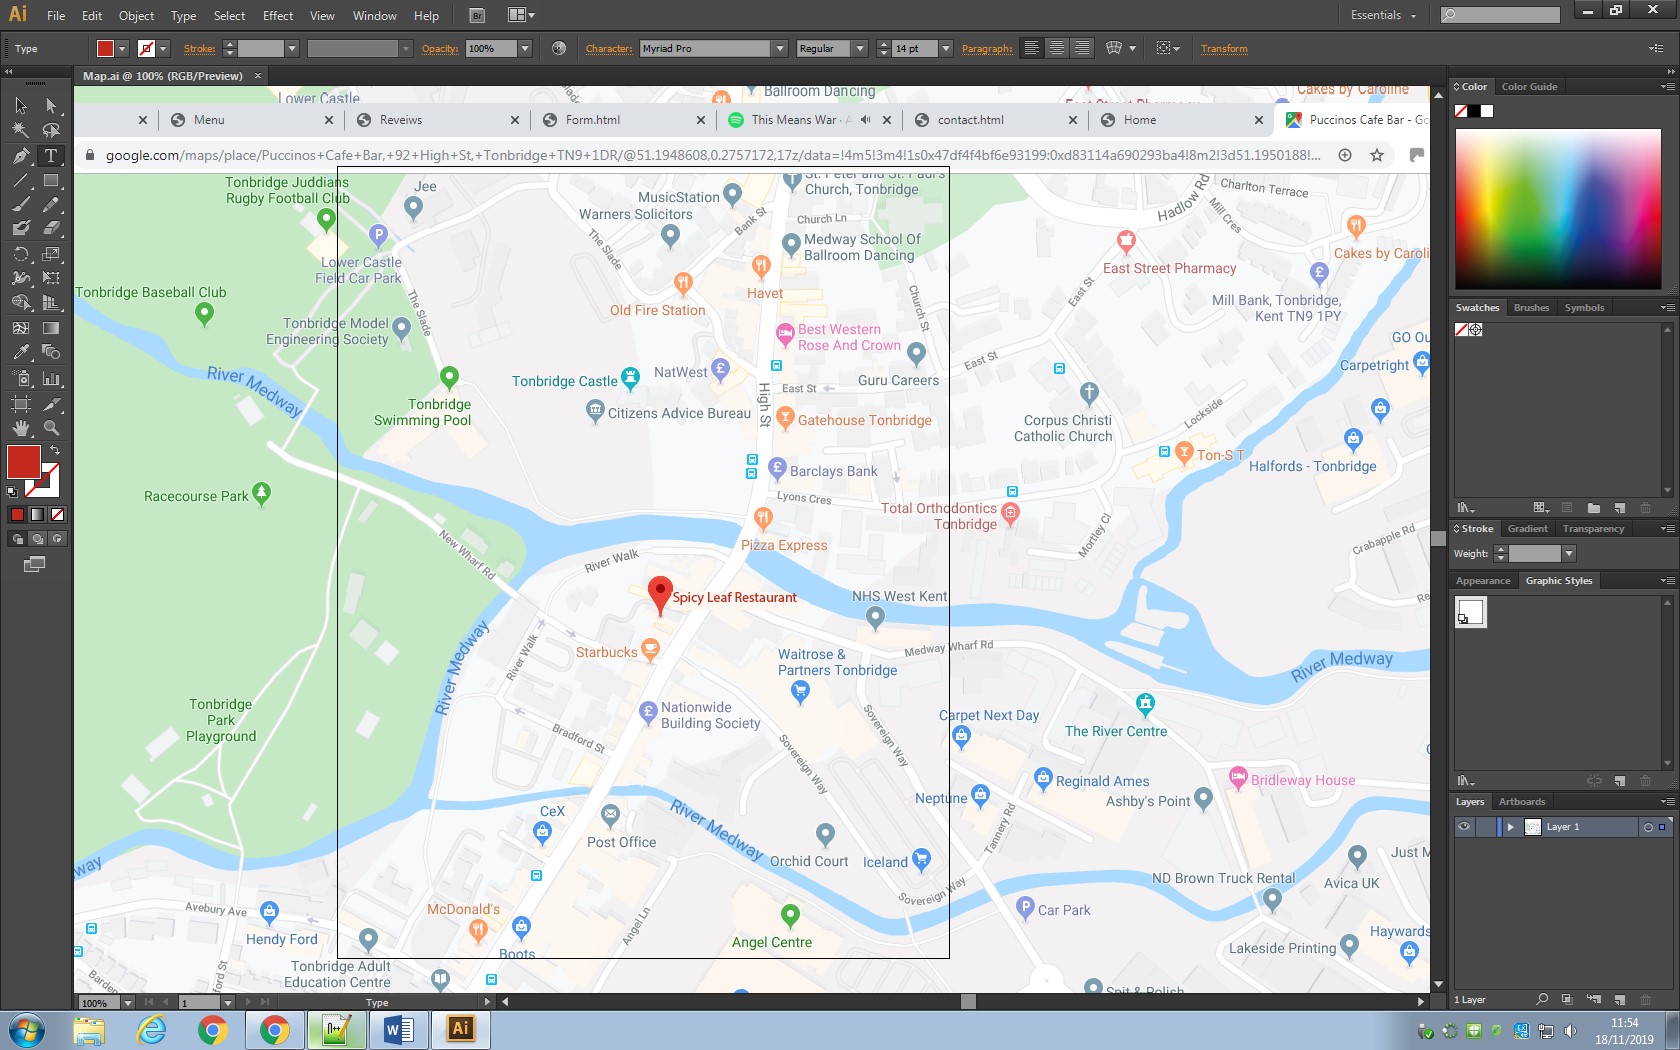 Ai File Edit Object Type Select Effect View Window Help Br Essentials
Type Stroke: Opacity: 100% Character: Myriad Pro Regular 14 pt Paragraph: Transform
Map.ai @ 100% (RGB/Preview)
Lower Castle
Ballroom Dancing
Cakes by Caroline
East Street Pharmacy
Menu Reveiws Form.html This Means War - contact.html Home Puccinos Cafe Bar - Go
google.com/maps/place/Puccinos+Cafe+Bar,+92+High+St,+Tonbridge+TN9+1DR/@51.1948608,0.2757172,17z/data=!4m5!3m4!1s0x47df4f4bf6e93199:0xd83114a690293ba4!8m2!3d51.1950188!...
Tonbridge Juddians
Rugby Football Club
Jee
MusicStation
Warners Solicitors
St. Peter and St. Paul's
Church, Tonbridge
Charlton Terrace
Hadlow Rd
Mill Cres
Bank St
Church Ln
The Slade
Lower Castle
Field Car Park
Medway School Of
Ballroom Dancing
East Street Pharmacy
Cakes by Caroli
Tonbridge Baseball Club
The Slade
Havet
Old Fire Station
Church St
East St
Mill Bank, Tonbridge,
Kent TN9 1PY
Tonbridge Model
Engineering Society
Best Western
Rose And Crown
GO Ou
River Medway
Tonbridge Castle
NatWest
East St
Guru Careers
East St
Carpetright
Tonbridge
Swimming Pool
Citizens Advice Bureau
High St
Gatehouse Tonbridge
Corpus Christi
Catholic Church
Lockside
Ton-S T
Halfords - Tonbridge
Barclays Bank
Racecourse Park
Lyons Cres
Total Orthodontics
Tonbridge
Mortley Cl
Crabapple Rd
Pizza Express
New Wharf Rd
River Walk
Spicy Leaf Restaurant
NHS West Kent
Re
River Medway
River Walk
Starbucks
Waitrose &
Partners Tonbridge
Medway Wharf Rd
River Medway
Tonbridge
Park
Playground
Nationwide
Building Society
Bradford St
Sovereign Way
Sovereign Way
Carpet Next Day
The River Centre
Reginald Ames
Bridleway House
Neptune
Ashby's Point
Tannery Rd
CeX
River Medway
Post Office
Orchid Court
Iceland
Just M
way
Avica UK
ND Brown Truck Rental
Sovereign Way
Avebury Ave
McDonald's
Angel Ln
Car Park
Hendy Ford
Boots
Angel Centre
Haywards
Lakeside Printing
Tonbridge Adult
Education Centre
Barden
ford St
Spit & Polish
100% 1 Type
Color Color Guide
Swatches Brushes Symbols
Stroke Gradient Transparency
Weight:
Appearance Graphic Styles
Layers Artboards
Layer 1
1 Layer
W Ai
11:54
18/11/2019